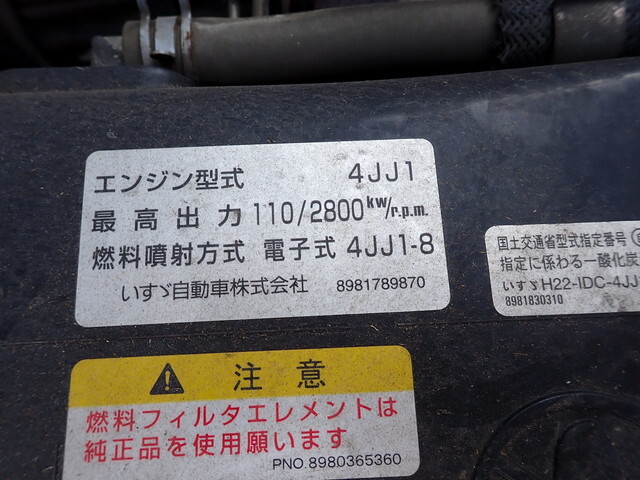 エンジン型式 4JJ1
最高出力 110/2800kw/r.p.m.
燃料噴射方式 電子式 4JJ1-8
いすゞ自動車株式会社 8981789870
国土交通省型式指定番号
指定に係わる一酸化炭
いすゞH22-IDC-4JJ
8981830310
注意
燃料フィルタエレメントは
純正品を使用願います
PNO.8980365360